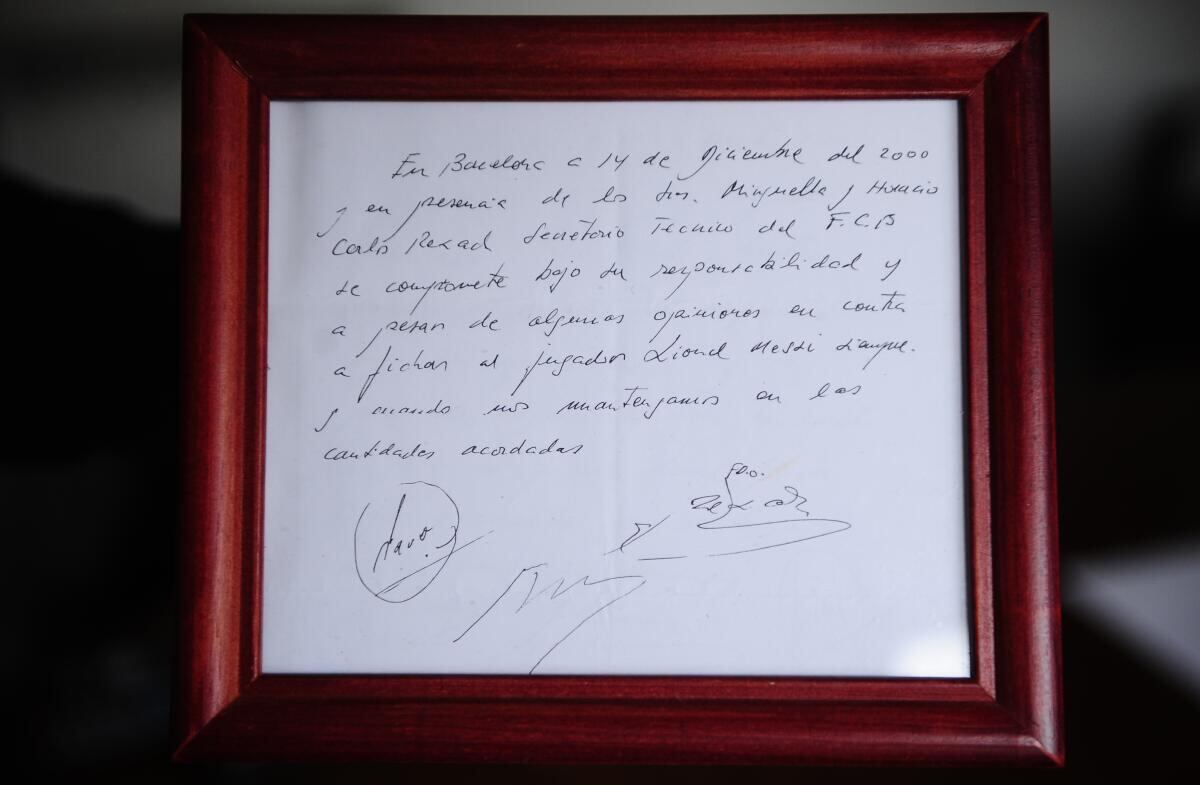 En Barcelona a 14 de Diciembre del 2000
y en presencia de los Sres. Minguella y Horacio
Carlos Rexach Secretario Tecnico del F.C.B
se compromete bajo su responsabilidad y
a pesar de algunas opiniones en contra
a fichar al jugador Lionel Messi siempre
y cuando nos mantengamos en las
cantidades acordadas
FDO.
Rexach